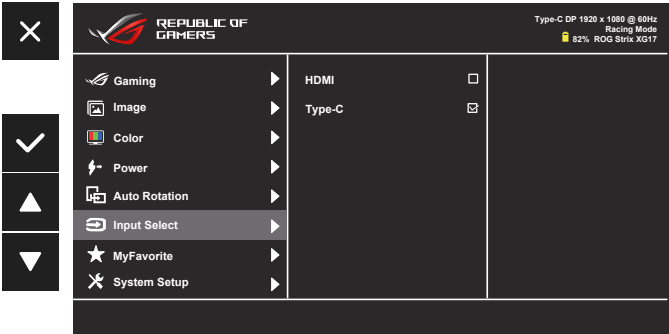 REPUBLIC OF
GAMERS
Type-C DP 1920 x 1080 @ 60Hz
Racing Mode
82% ROG Strix XG17
Gaming
HDMI
Image
Type-C
Color
Power
Auto Rotation
Input Select
MyFavorite
System Setup